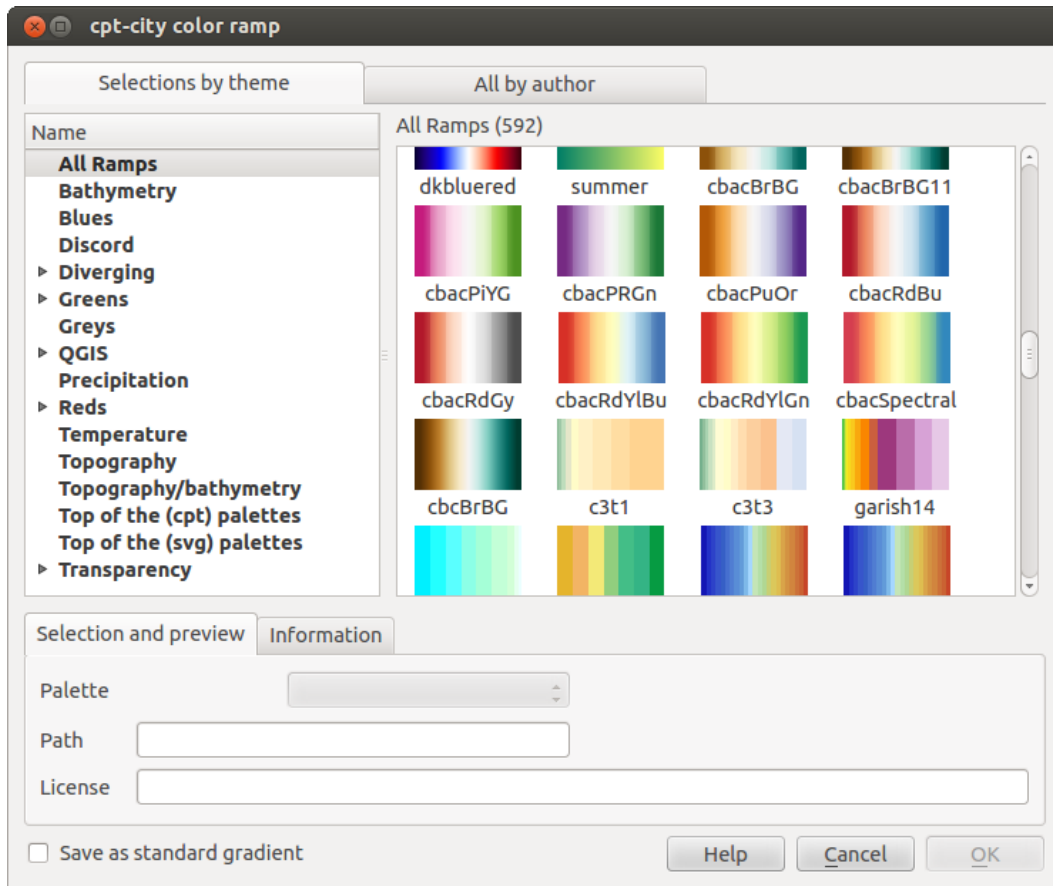 cpt-city color ramp
Selections by theme
All by author
Name
All Ramps
Bathymetry
Blues
Discord
Diverging
Greens
Greys
QGIS
Precipitation
Reds
Temperature
Topography
Topography/bathymetry
Top of the (cpt) palettes
Top of the (svg) palettes
Transparency
All Ramps (592)
dkbluered summer cbacBrBG cbacBrBG11
cbacPiYG cbacPRGn cbacPuOr cbacRdBu
cbacRdGy cbacRdYlBu cbacRdYlGn cbacSpectral
cbcBrBG c3t1 c3t3 garish14
Selection and preview
Information
Palette
Path
License
Save as standard gradient
Help
Cancel
OK